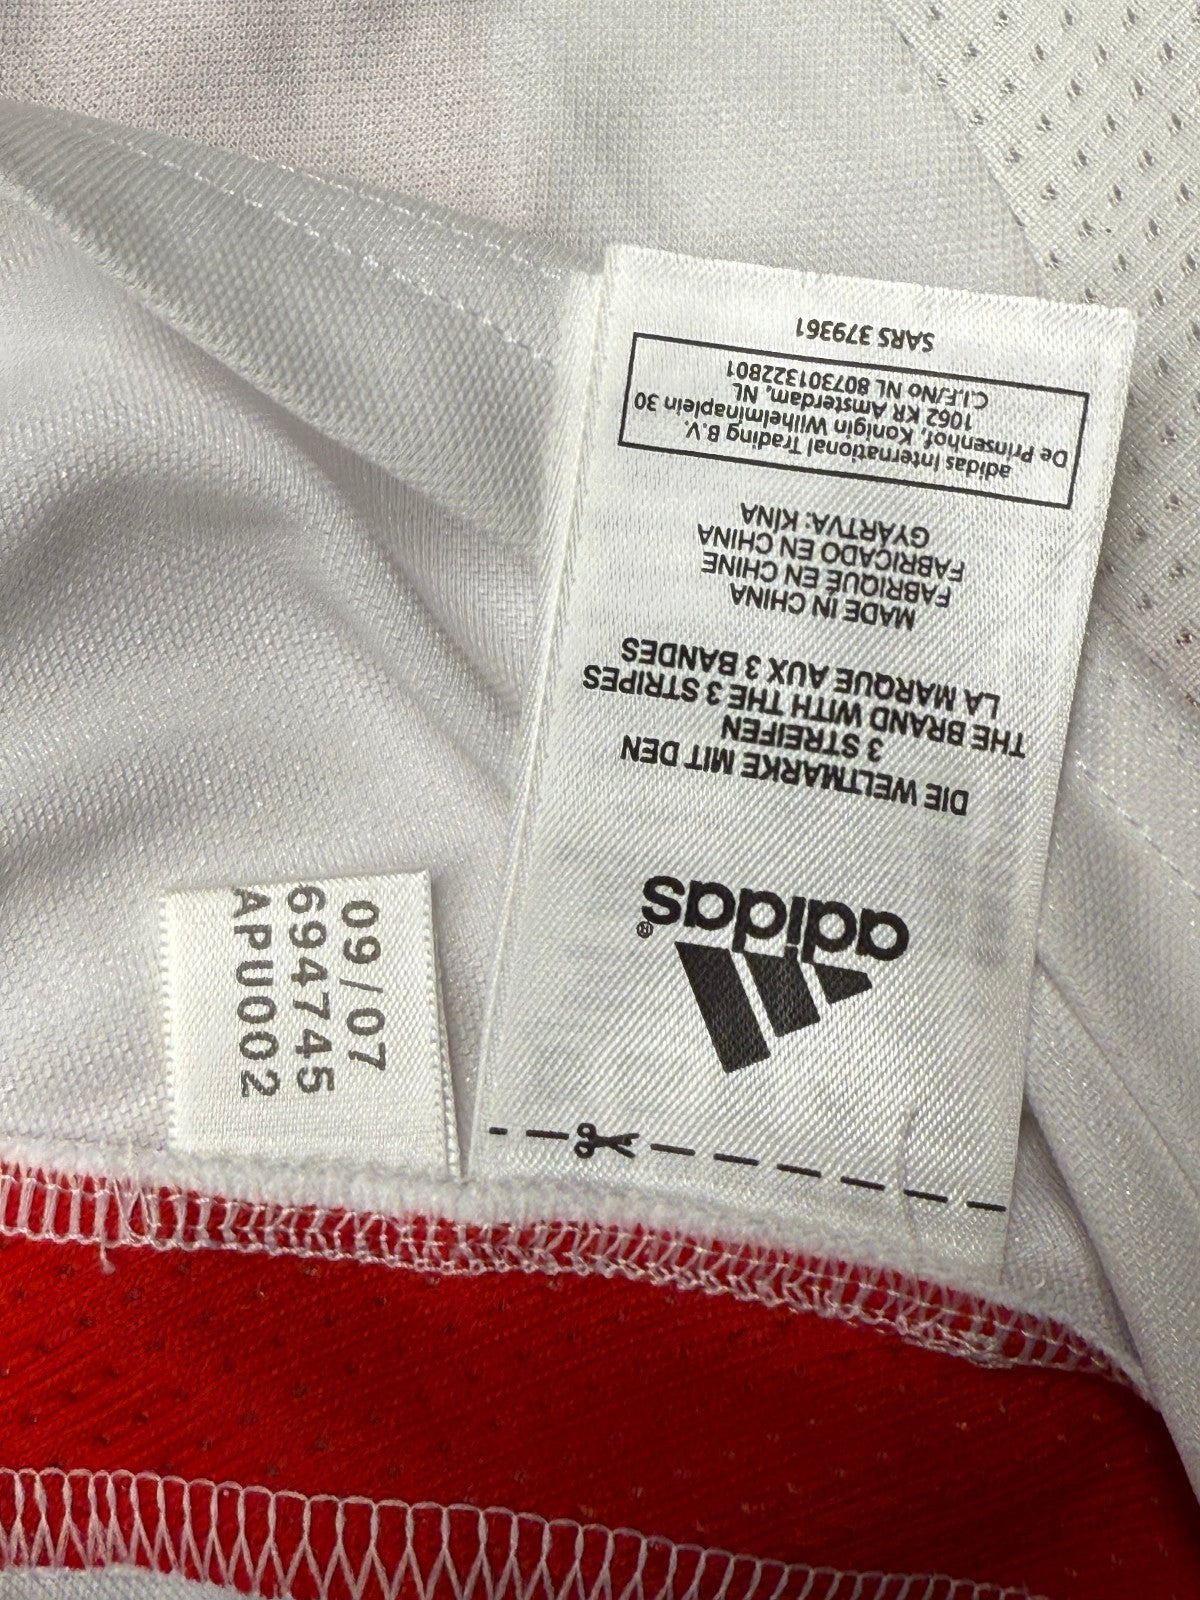 adidas®
DIE WELTMARKE MIT DEN
3 STREIFEN
THE BRAND WITH THE 3 STRIPES
LA MARQUE AUX 3 BANDES
MADE IN CHINA
FABRIQUÉ EN CHINE
FABRICADO EN CHINA
GYÁRTVA: KÍNA
adidas International Trading B.V.
De Prinsenhof, Konigin Wilhelminaplein 30
1062 KR Amsterdam, NL
C.I.F./No NL 807301322B01
SARS 379361
09/07
694745
APU002